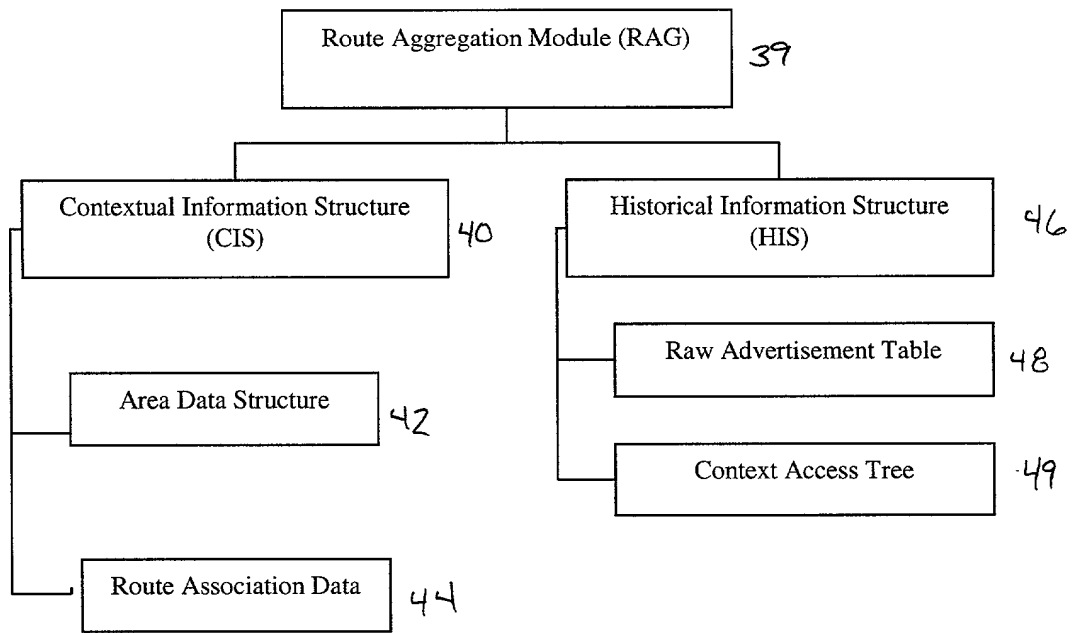 Route Aggregation Module (RAG)
39
Contextual Information Structure
(CIS)
40
Historical Information Structure
(HIS)
46
Raw Advertisement Table
48
Area Data Structure
42
Context Access Tree
49
Route Association Data
44